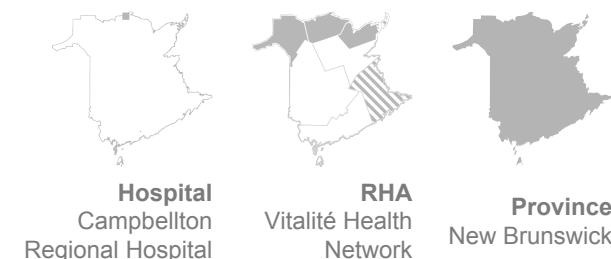 Hospital
Campbellton
Regional Hospital
RHA
Vitalité Health
Network
Province
New Brunswick